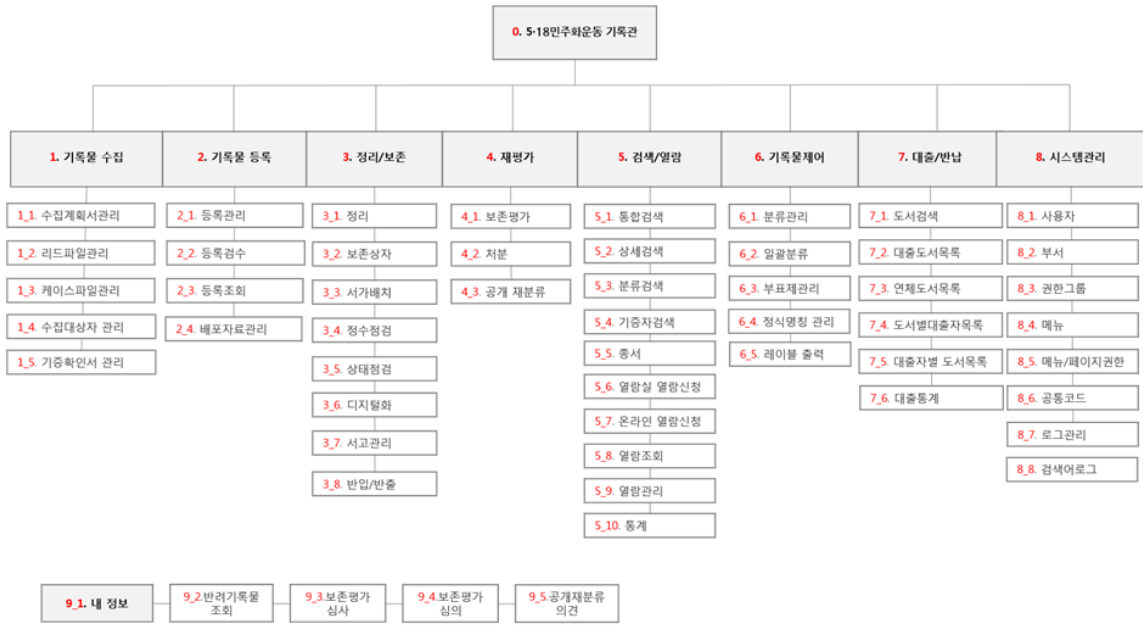 0. 5·18민주화운동 기록관
1. 기록물 수집
1_1. 수집계획서관리
1_2. 리드파일관리
1_3. 케이스파일관리
1_4. 수집대상자 관리
1_5. 기증확인서 관리
2. 기록물 등록
2_1. 등록관리
2_2. 등록검수
2_3. 등록조회
2_4. 배포자료관리
3. 정리/보존
3_1. 정리
3_2. 보존상자
3_3. 서가배치
3_4. 정수점검
3_5. 상태점검
3_6. 디지털화
3_7. 서고관리
3_8. 반입/반출
4. 재평가
4_1. 보존평가
4_2. 처분
4_3. 공개 재분류
5. 검색/열람
5_1. 통합검색
5_2. 상세검색
5_3. 분류검색
5_4. 기증자검색
5_5. 총서
5_6. 열람실 열람신청
5_7. 온라인 열람신청
5_8. 열람조회
5_9. 열람관리
5_10. 통계
6. 기록물제어
6_1. 분류관리
6_2. 일괄분류
6_3. 부표제관리
6_4. 정식명칭 관리
6_5. 레이블 출력
7. 대출/반납
7_1. 도서검색
7_2. 대출도서목록
7_3. 연체도서목록
7_4. 도서별대출자목록
7_5. 대출자별 도서목록
7_6. 대출통계
8. 시스템관리
8_1. 사용자
8_2. 부서
8_3. 권한그룹
8_4. 메뉴
8_5. 메뉴/페이지권한
8_6. 공통코드
8_7. 로그관리
8_8. 검색어로그
9_1. 내 정보
9_2.반려기록물
조회
9_3.보존평가
심사
9_4.보존평가
심의
9_5.공개재분류
의견